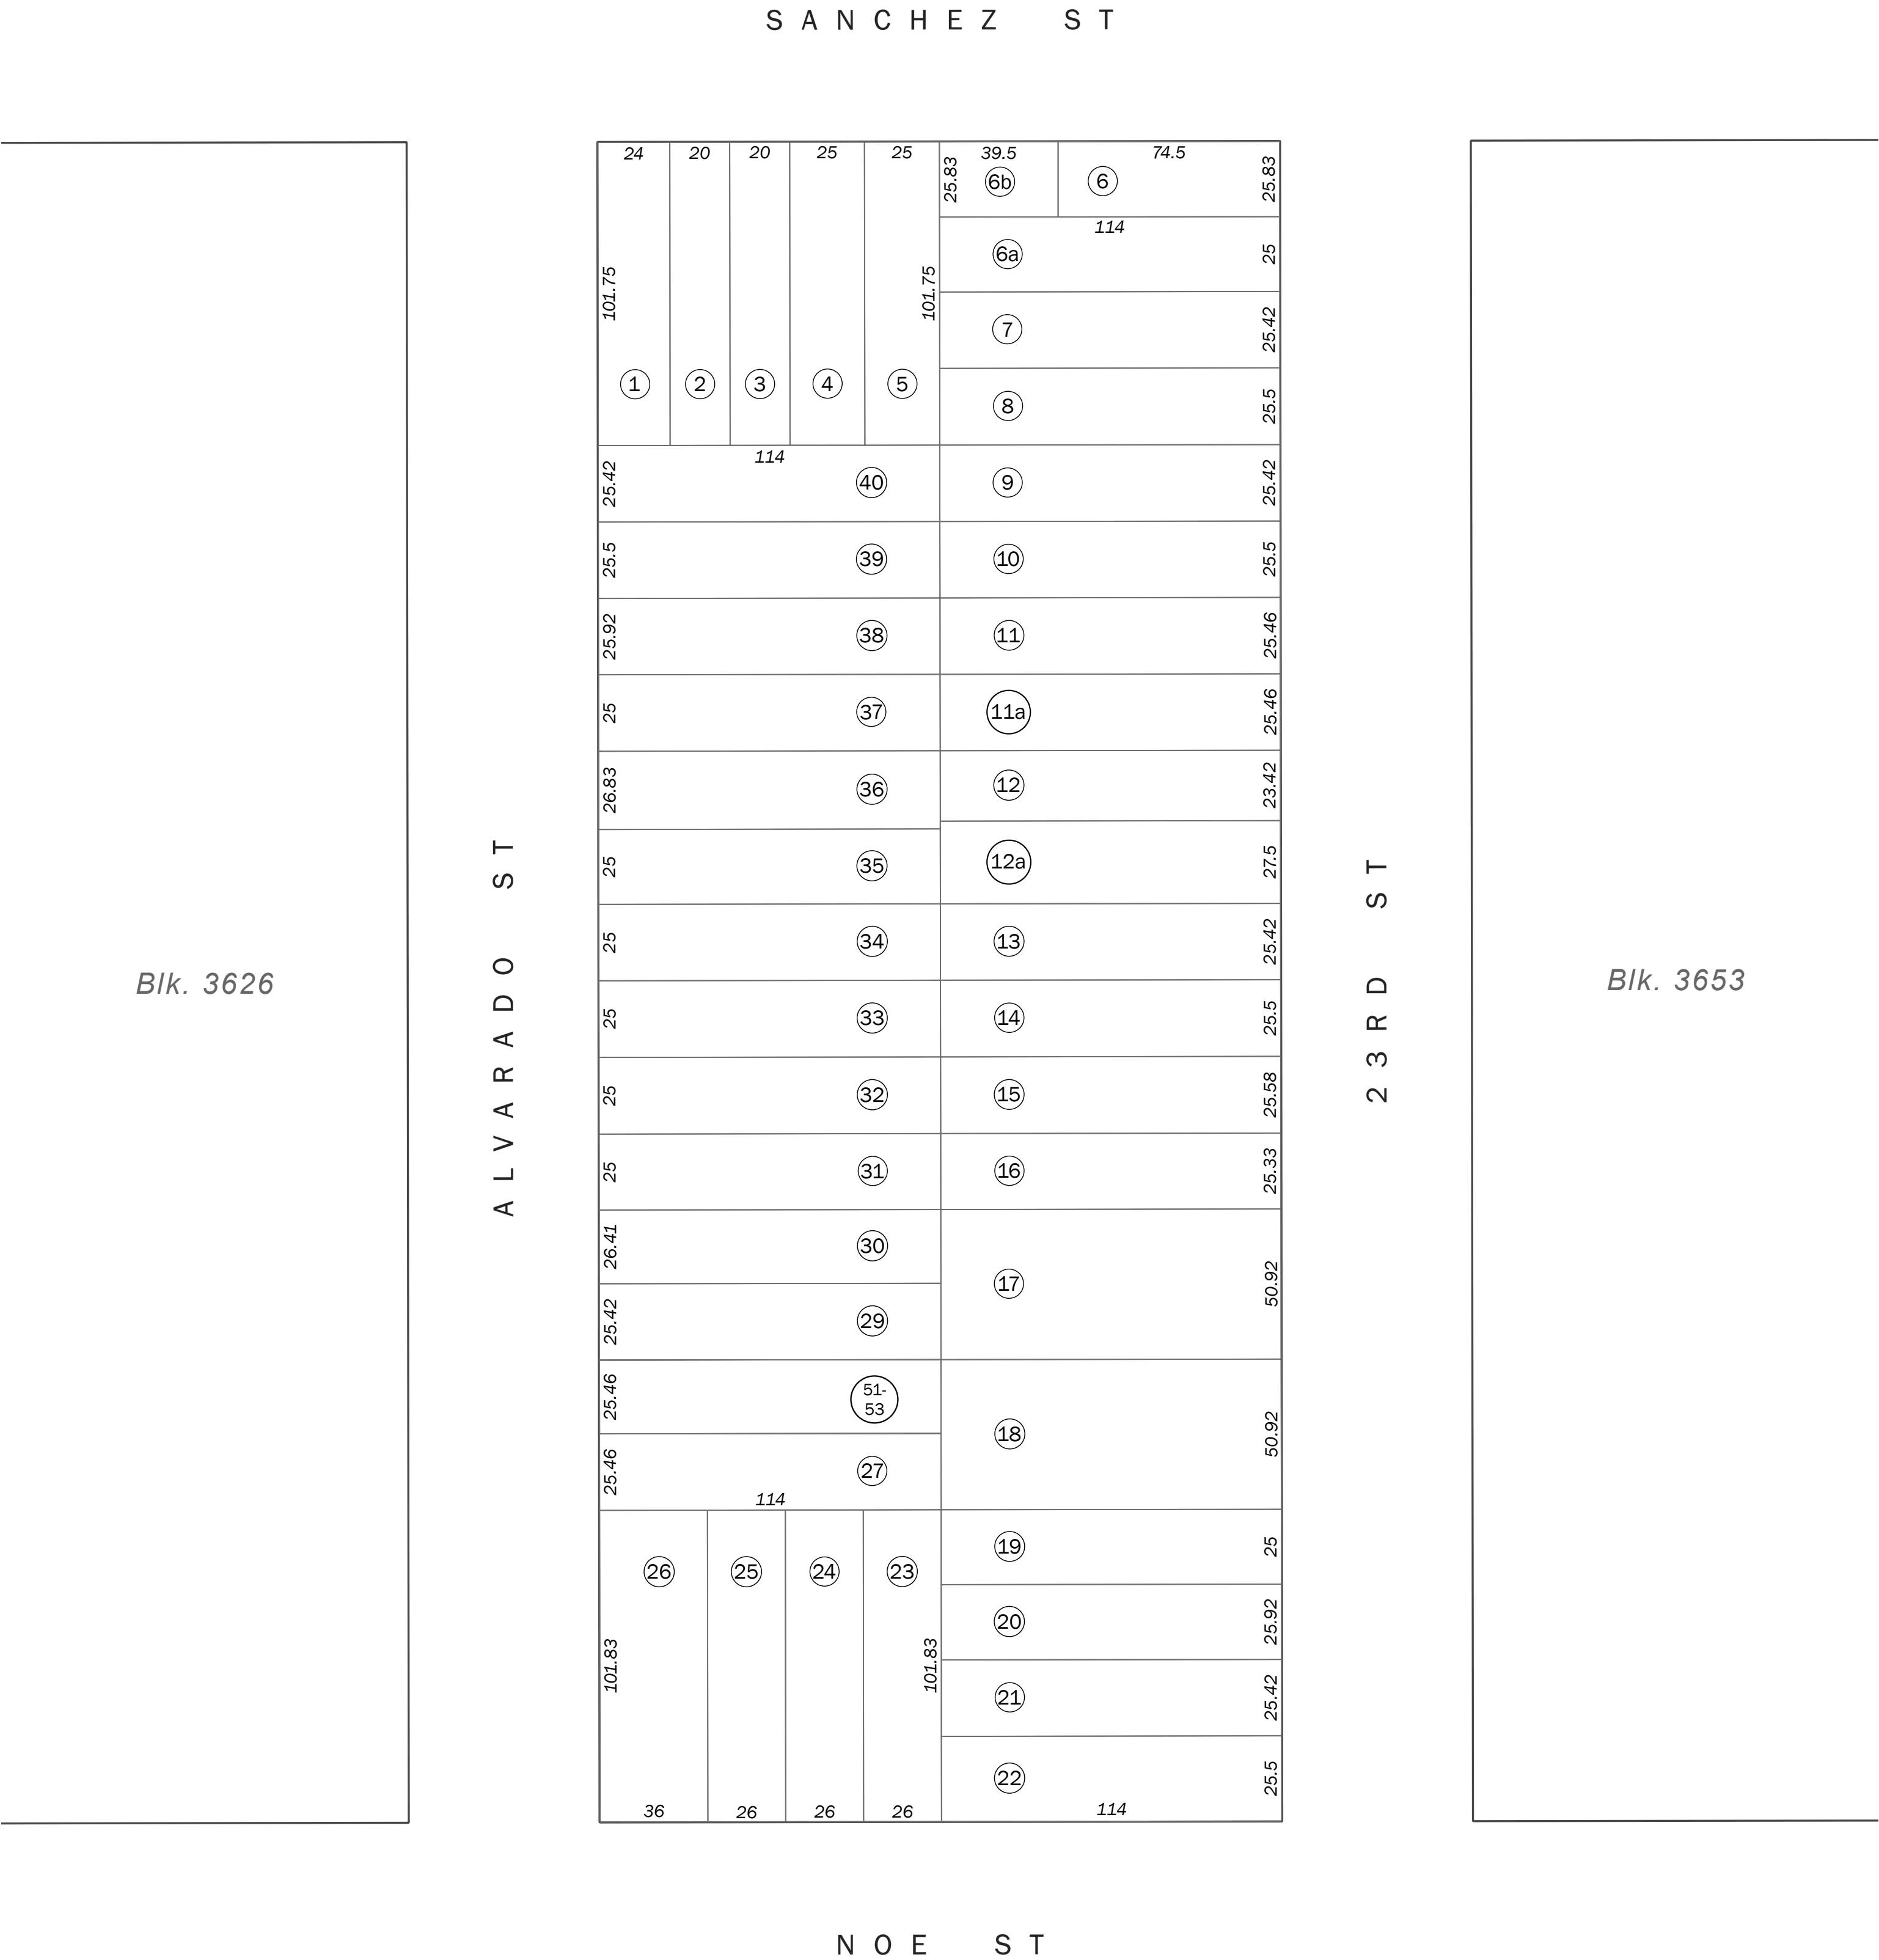 SANCHEZ ST
24 20 20 25 25 39.5 74.5
25.83 6b 6 25.83
114
6a 25
101.75 101.75
7 25.42
1 2 3 4 5
8 25.5
114
25.42 40 9 25.42
25.5 39 10 25.5
25.92 38 11 25.46
25 37 11a 25.46
26.83 36 12 23.42
25 35 12a 27.5
25 34 13 25.42
ALVARADO ST
23RD ST
Blk. 3626
Blk. 3653
25 33 14 25.5
25 32 15 25.58
25 31 16 25.33
26.41 30
17 50.92
25.42 29
25.46 51-
53
18 50.92
25.46 27
114
19 25
26 25 24 23
20 25.92
101.83 101.83
21 25.42
22 25.5
36 26 26 26 114
NOE ST